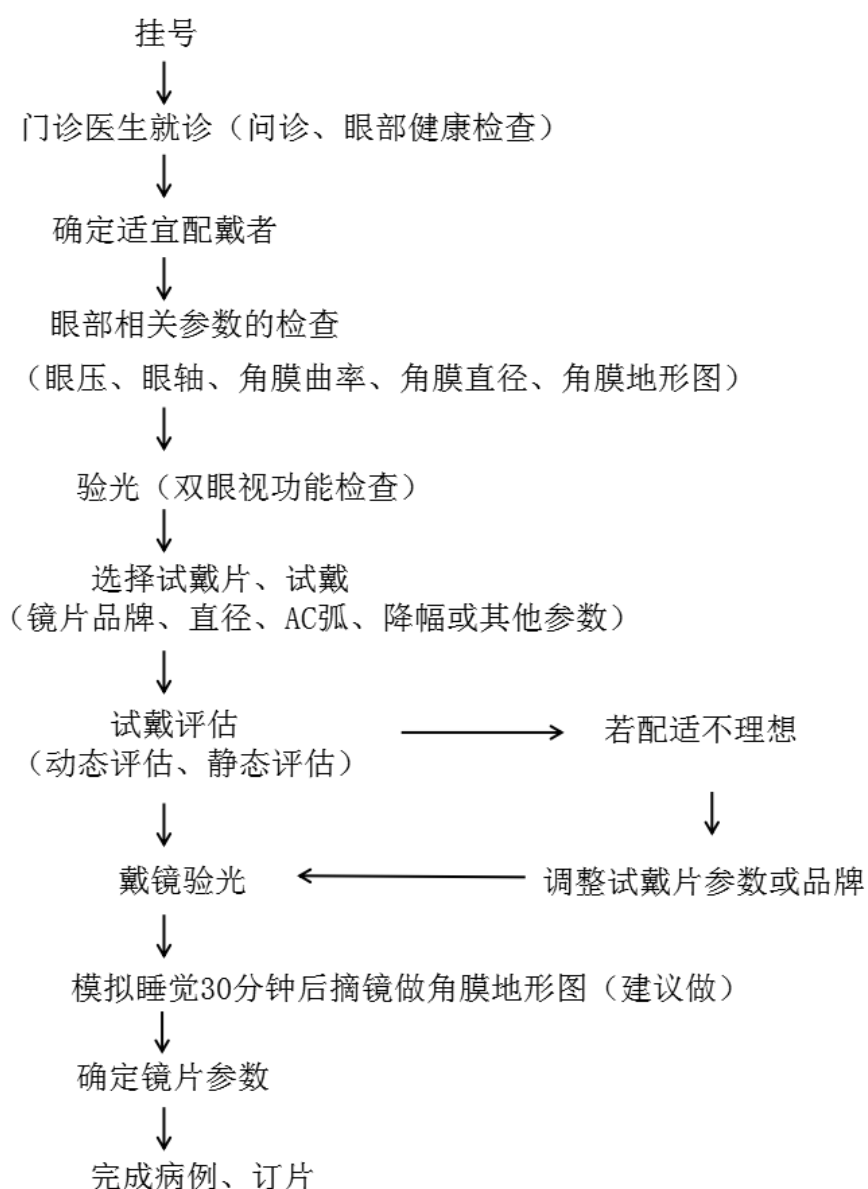 挂号
门诊医生就诊（问诊、眼部健康检查）
确定适宜配戴者
眼部相关参数的检查
（眼压、眼轴、角膜曲率、角膜直径、角膜地形图）
验光（双眼视功能检查）
选择试戴片、试戴
（镜片品牌、直径、AC弧、降幅或其他参数）
试戴评估
（动态评估、静态评估）
若配适不理想
调整试戴片参数或品牌
戴镜验光
模拟睡觉30分钟后摘镜做角膜地形图（建议做）
确定镜片参数
完成病例、订片